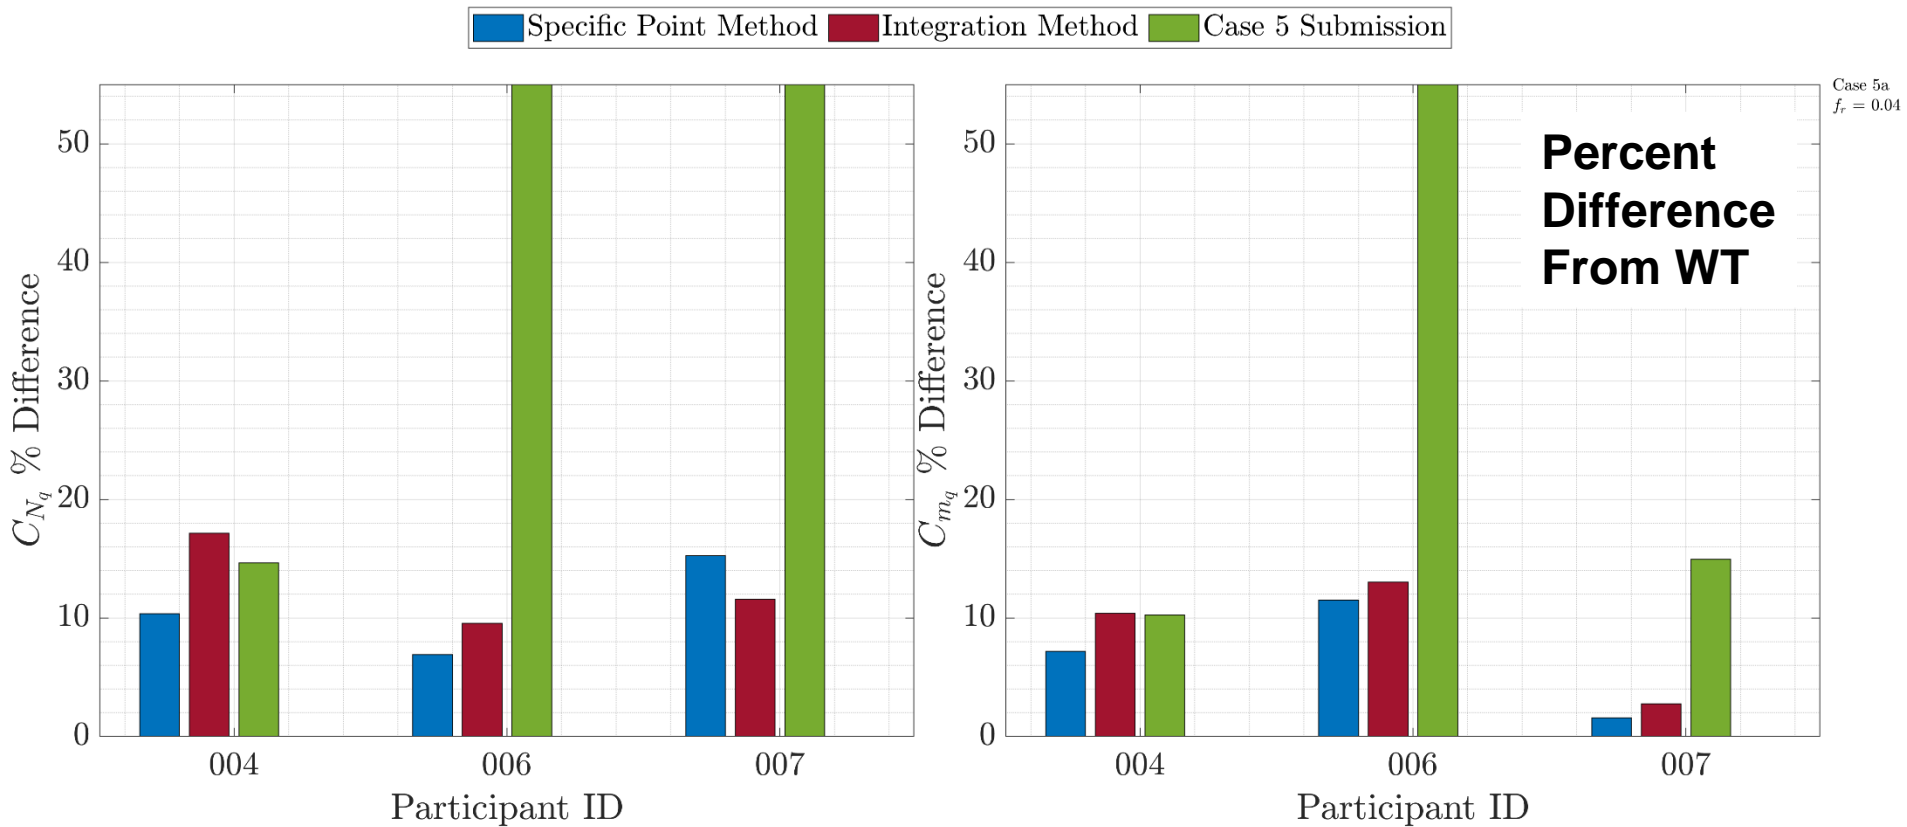 Specific Point Method Integration Method Case 5 Submission
C_{N_q} % Difference
50
40
30
20
10
0
004 006 007
Participant ID
C_{m_q} % Difference
50
40
30
20
10
0
004 006 007
Participant ID
Percent
Difference
From WT
Case 5a
f_r = 0.04